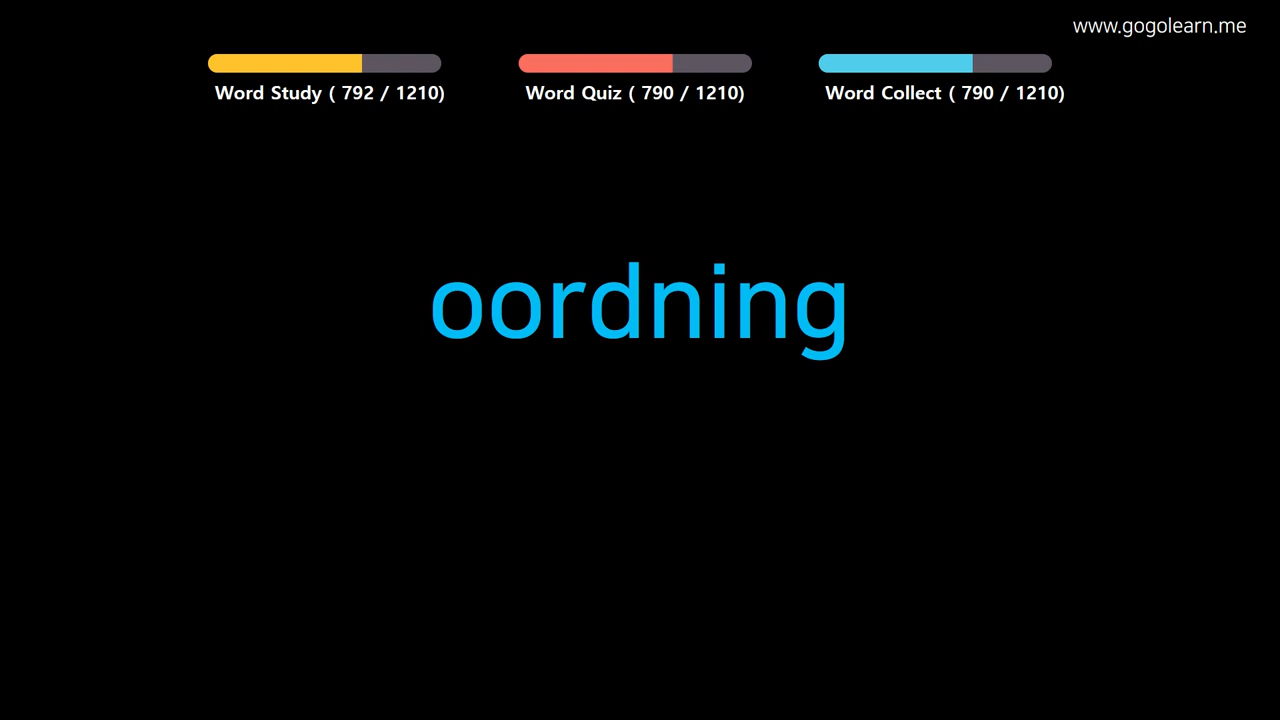 www.gogolearn.me
Word Study ( 792 / 1210)
Word Quiz ( 790 / 1210)
Word Collect ( 790 / 1210)
oordning